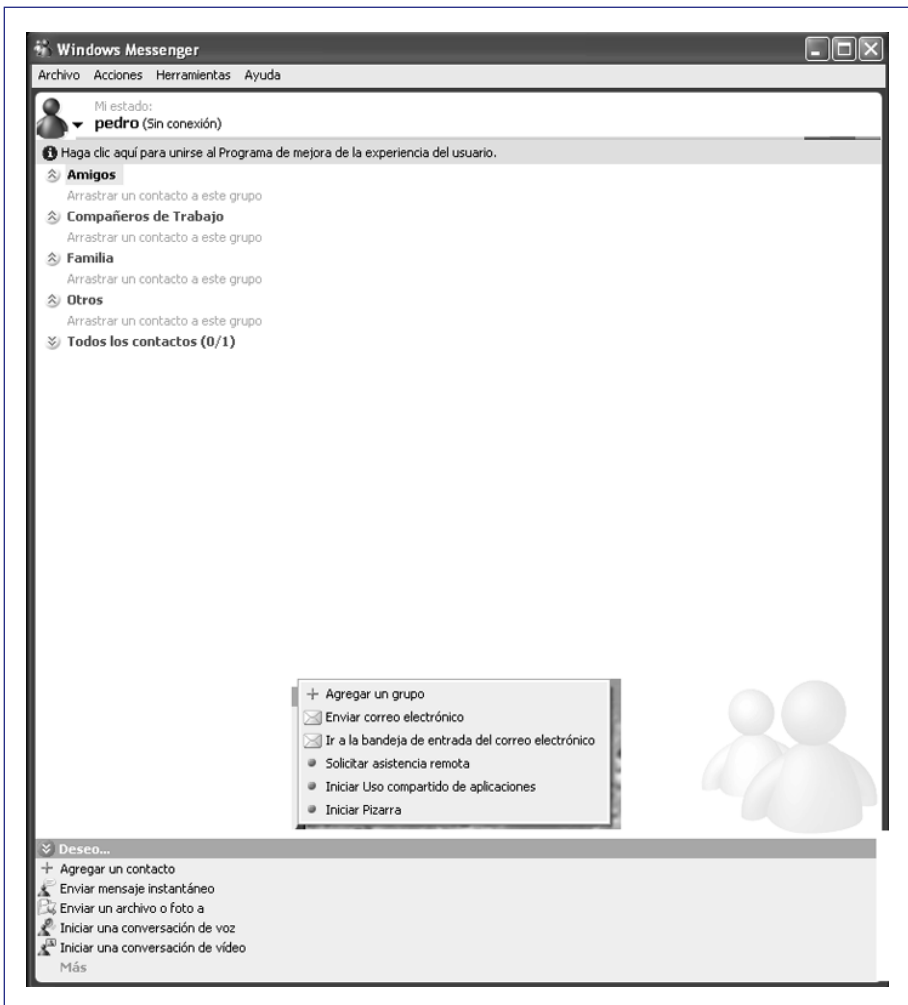 Windows Messenger
Archivo Acciones Herramientas Ayuda
Mi estado:
pedro (Sin conexión)
Haga clic aquí para unirse al Programa de mejora de la experiencia del usuario.
Amigos
Arrastrar un contacto a este grupo
Compañeros de Trabajo
Arrastrar un contacto a este grupo
Familia
Arrastrar un contacto a este grupo
Otros
Arrastrar un contacto a este grupo
Todos los contactos (0/1)
Agregar un grupo
Enviar correo electrónico
Ir a la bandeja de entrada del correo electrónico
Solicitar asistencia remota
Iniciar Uso compartido de aplicaciones
Iniciar Pizarra
Deseo...
Agregar un contacto
Enviar mensaje instantáneo
Enviar un archivo o foto a
Iniciar una conversación de voz
Iniciar una conversación de vídeo
Más